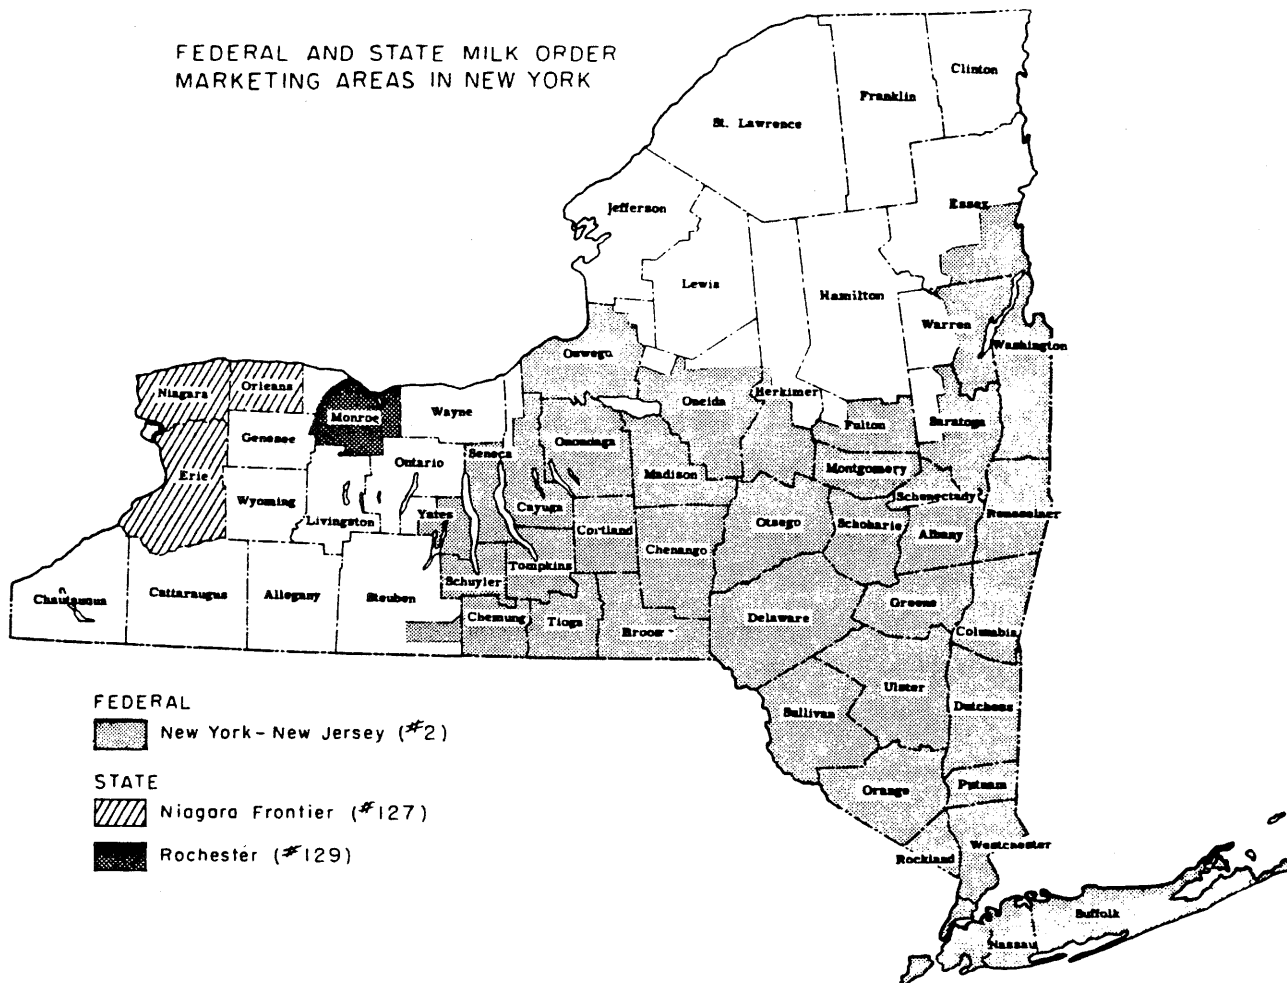 FEDERAL AND STATE MILK ORDER
MARKETING AREAS IN NEW YORK
Clinton
Franklin
St. Lawrence
Essex
Jefferson
Lewis
Hamilton
Warren
Washington
Oswego
Oneida
Herkimer
Niagara
Orleans
Monroe
Wayne
Fulton
Saratoga
Genesee
Onondaga
Seneca
Ontario
Madison
Montgomery
Erie
Wyoming
Livingston
Yates
Cayuga
Cortland
Otsego
Schoharie
Schenectady
Albany
Rensselaer
Chenango
Tompkins
Schuyler
Chautauqua
Cattaraugus
Allegany
Steuben
Chemung
Tioga
Broom
Delaware
Greene
Columbia
Ulster
Sullivan
Dutchess
Orange
Putnam
Rockland
Westchester
Suffolk
Nassau
FEDERAL
New York - New Jersey (#2)
STATE
Niagara Frontier (#127)
Rochester (#129)